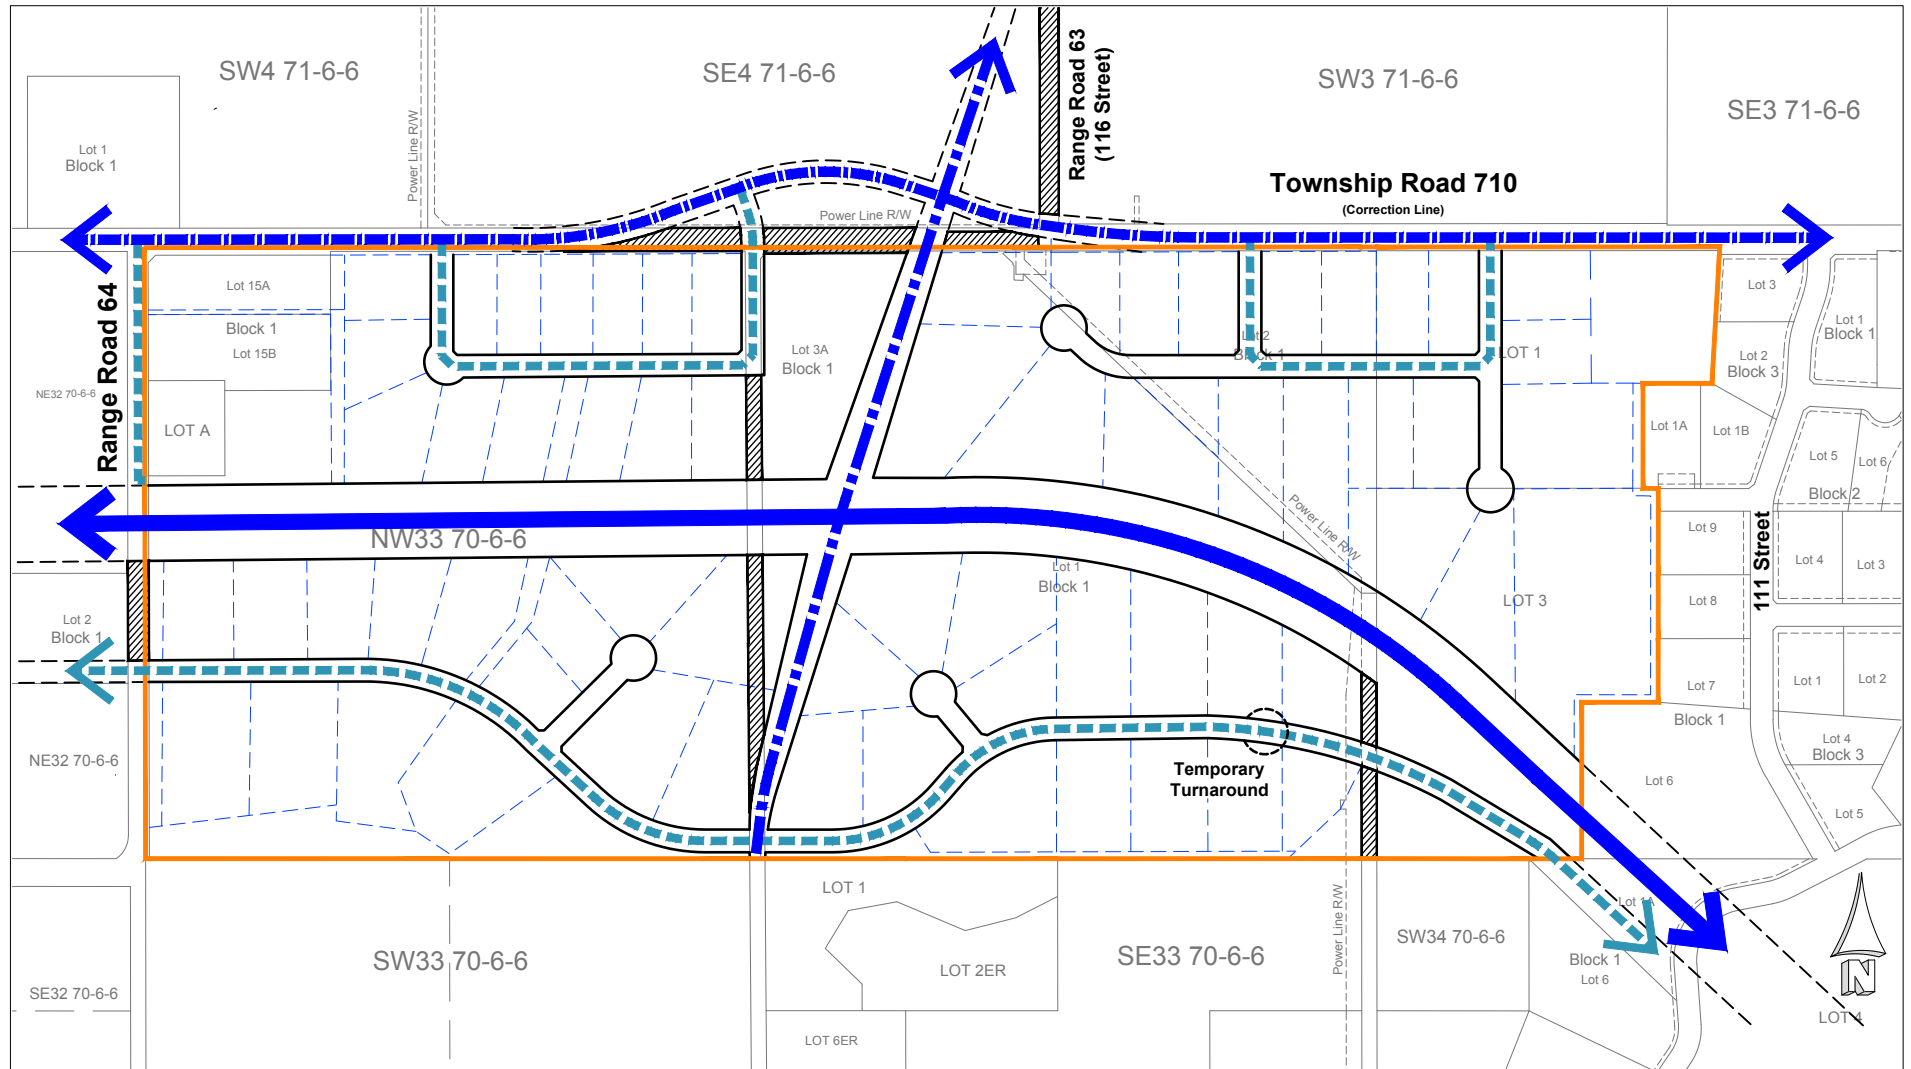 SW4 71-6-6
SE4 71-6-6
SW3 71-6-6
SE3 71-6-6
Lot 1
Block 1
Power Line R/W
Range Road 63
(116 Street)
Township Road 710
(Correction Line)
Power Line R/W
Range Road 64
Lot 15A
Block 1
Lot 15B
NE32 70-6-6
LOT A
Lot 3A
Block 1
Lot 2
Block 1
LOT 1
Lot 3
Lot 1
Block 1
Lot 2
Block 3
Lot 1A
Lot 1B
Lot 5
Lot 6
Block 2
Power Line R/W
NW33 70-6-6
Lot 9
Lot 4
Lot 3
111 Street
Lot 1
Block 1
LOT 3
Lot 8
Lot 2
Block 1
Lot 7
Block 1
Lot 1
Lot 2
NE32 70-6-6
Temporary
Turnaround
Lot 6
Lot 4
Block 3
Lot 5
LOT 1
Lot 1A
SW33 70-6-6
LOT 2ER
SE33 70-6-6
Power Line R/W
SW34 70-6-6
Block 1
Lot 6
SE32 70-6-6
LOT 6ER
LOT 4
N